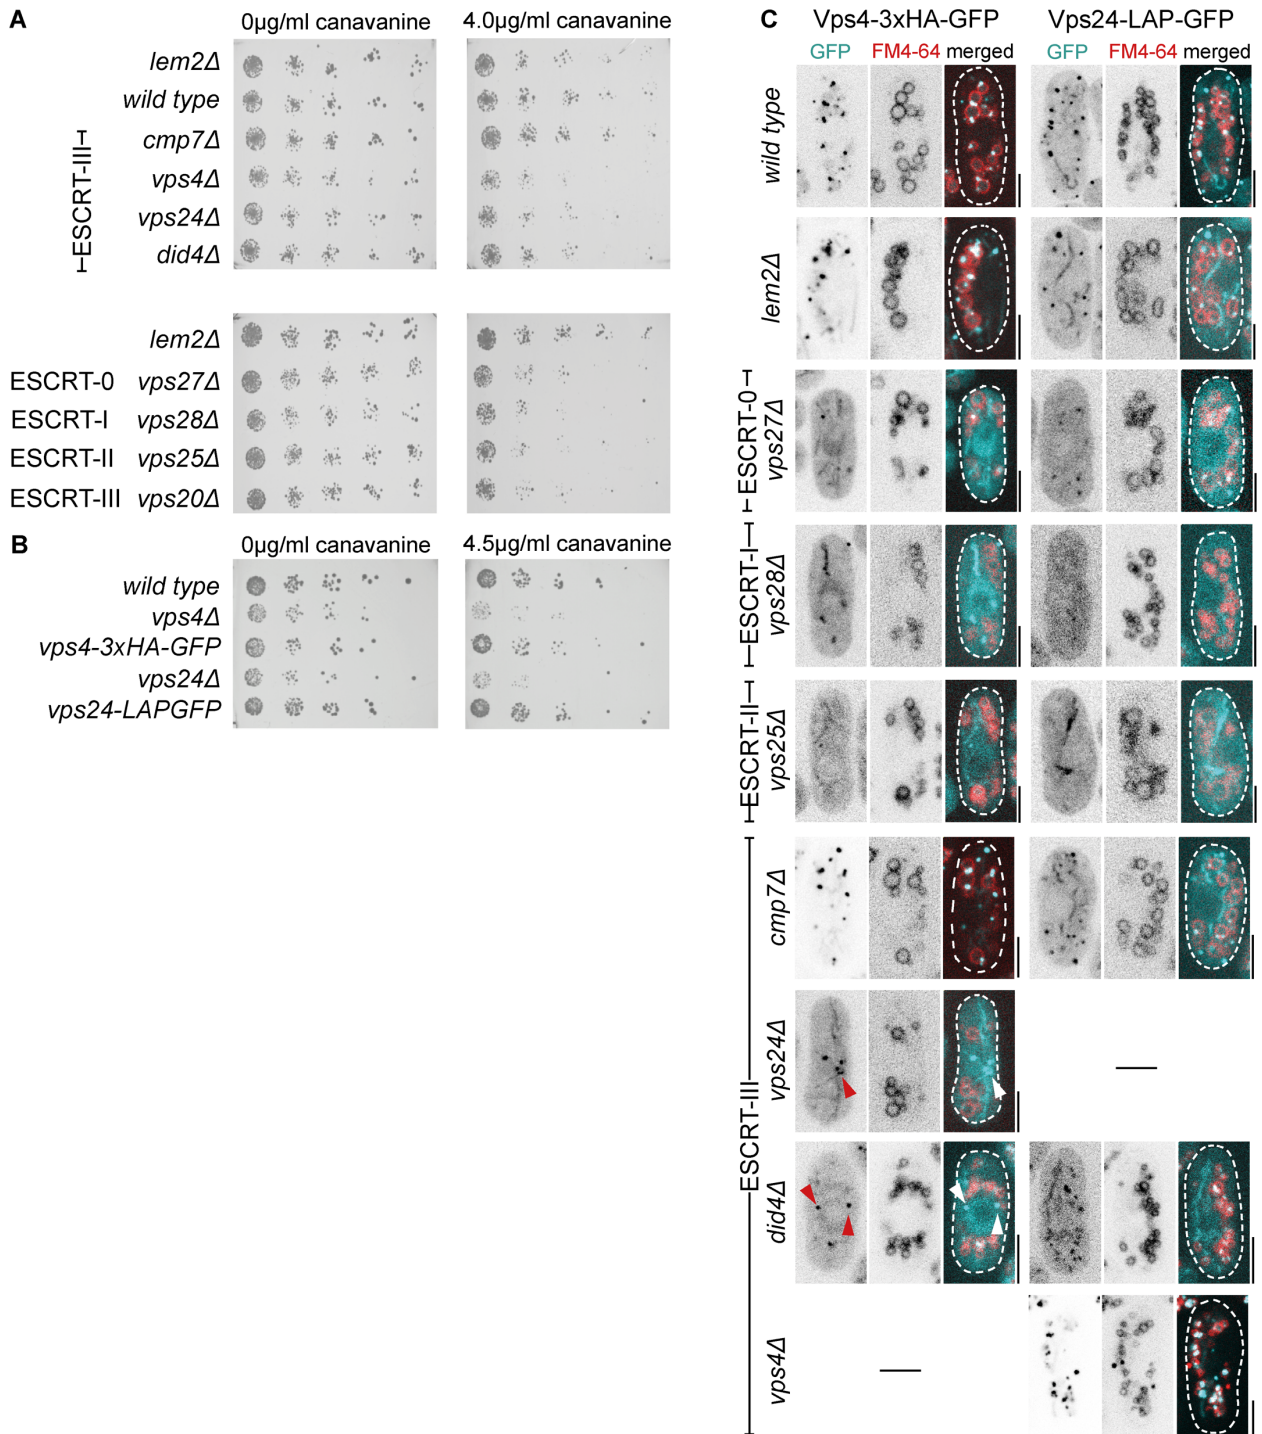 A
0µg/ml canavanine
4.0µg/ml canavanine
lem2Δ
wild type
cmp7Δ
vps4Δ
vps24Δ
did4Δ
ESCRT-III
lem2Δ
ESCRT-0 vps27Δ
ESCRT-I vps28Δ
ESCRT-II vps25Δ
ESCRT-III vps20Δ
B
0µg/ml canavanine
4.5µg/ml canavanine
wild type
vps4Δ
vps4-3xHA-GFP
vps24Δ
vps24-LAPGFP
C
Vps4-3xHA-GFP
Vps24-LAP-GFP
GFP FM4-64 merged
GFP FM4-64 merged
wild type
lem2Δ
ESCRT-0
vps27Δ
ESCRT-I
vps28Δ
ESCRT-II
vps25Δ
ESCRT-III
cmp7Δ
vps24Δ
did4Δ
vps4Δ